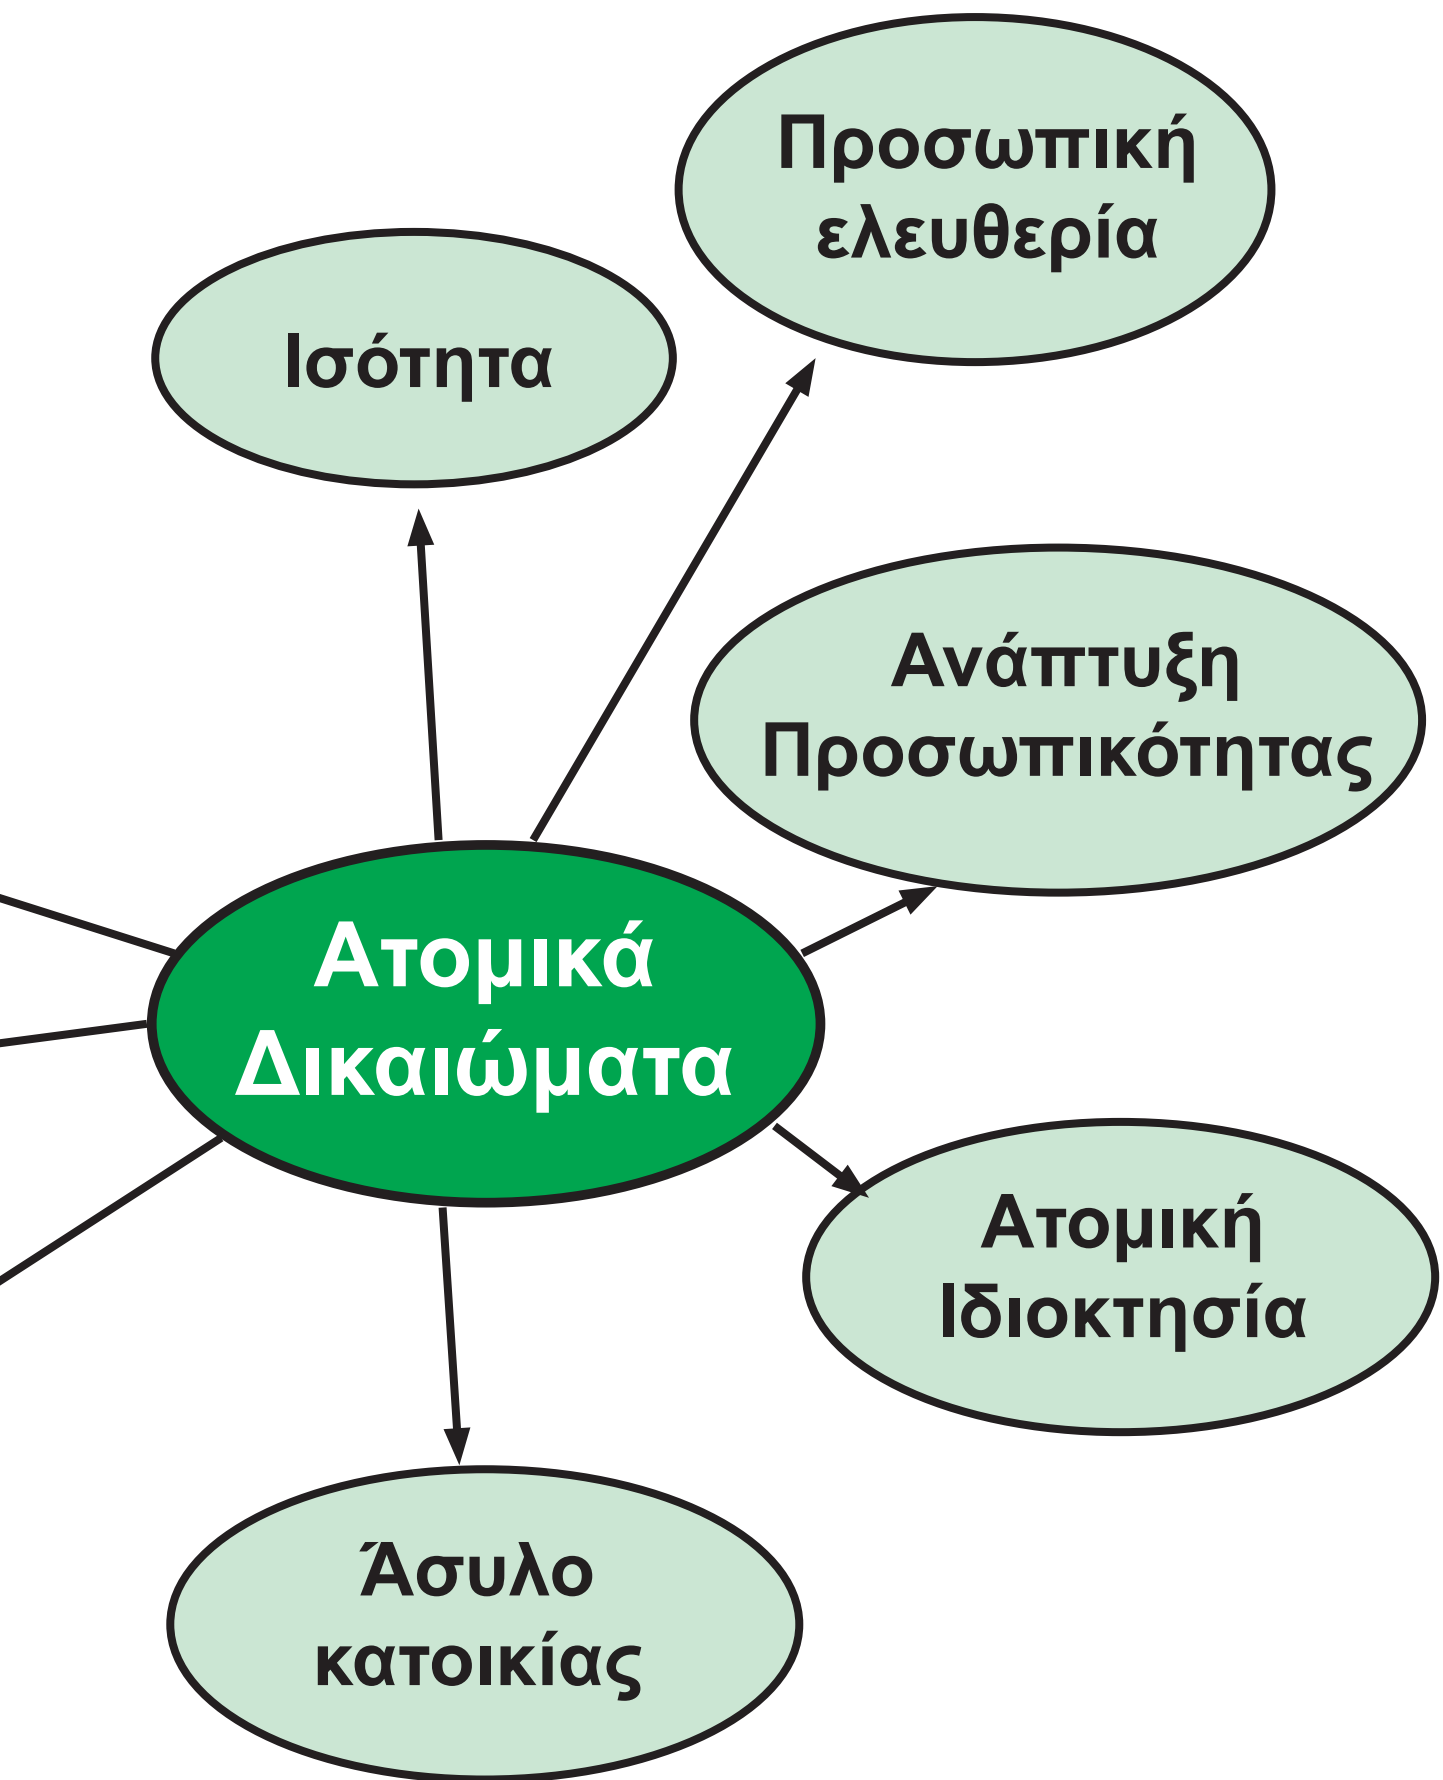 Προσωπική
ελευθερία
Ισότητα
Ανάπτυξη
Προσωπικότητας
Ατομικά
Δικαιώματα
Ατομική
Ιδιοκτησία
Άσυλο
κατοικίας